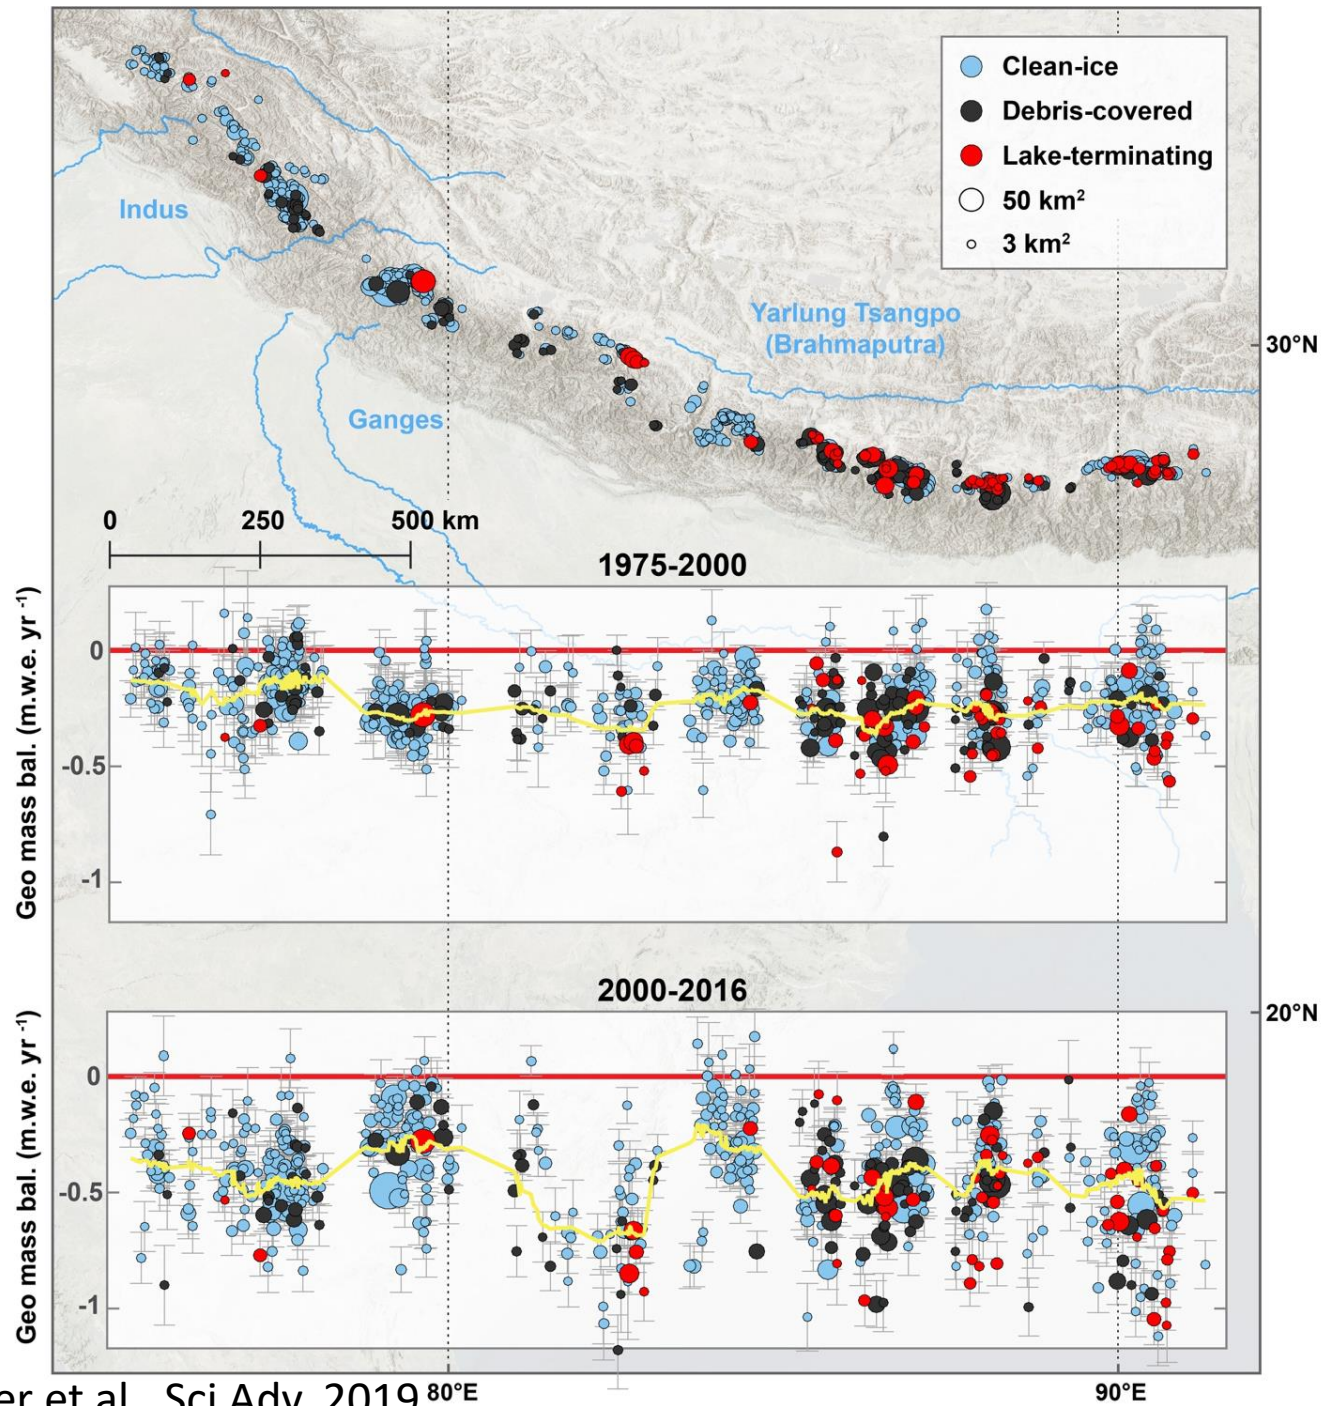 Clean-ice
Debris-covered
Lake-terminating
50 km²
3 km²
Indus
Yarlung Tsangpo
(Brahmaputra)
30°N
Ganges
0 250 500 km
1975-2000
Geo mass bal. (m.w.e. yr ⁻¹)
0
-0.5
-1
2000-2016
20°N
Geo mass bal. (m.w.e. yr ⁻¹)
0
-0.5
-1
et al., Sci Adv, 2019
80°E 90°E